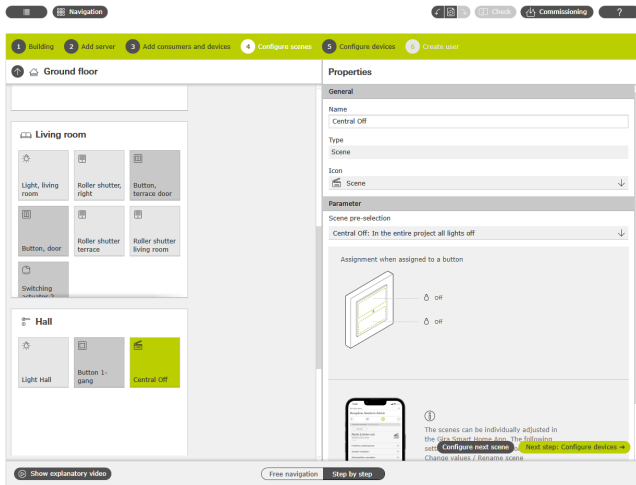 Navigation
Check
Commissioning
?
1 Building
2 Add server
3 Add consumers and devices
4 Configure scenes
5 Configure devices
6 Create user
Ground floor
Living room
Light, living
room
Roller shutter,
right
Button,
terrace door
Button, door
Roller shutter
terrace
Roller shutter
living room
Switching
actuator 2
Hall
Light Hall
Button 1-
gang
Central Off
Properties
General
Name
Central Off
Type
Scene
Icon
Scene
Parameter
Scene pre-selection
Central Off: In the entire project all lights off
Assignment when assigned to a button
Off
Off
The scenes can be individually adjusted in
the Gira Smart Home App. The following
Change values / Rename scene
Configure next scene
Next step: Configure devices →
Show explanatory video
Free navigation
Step by step